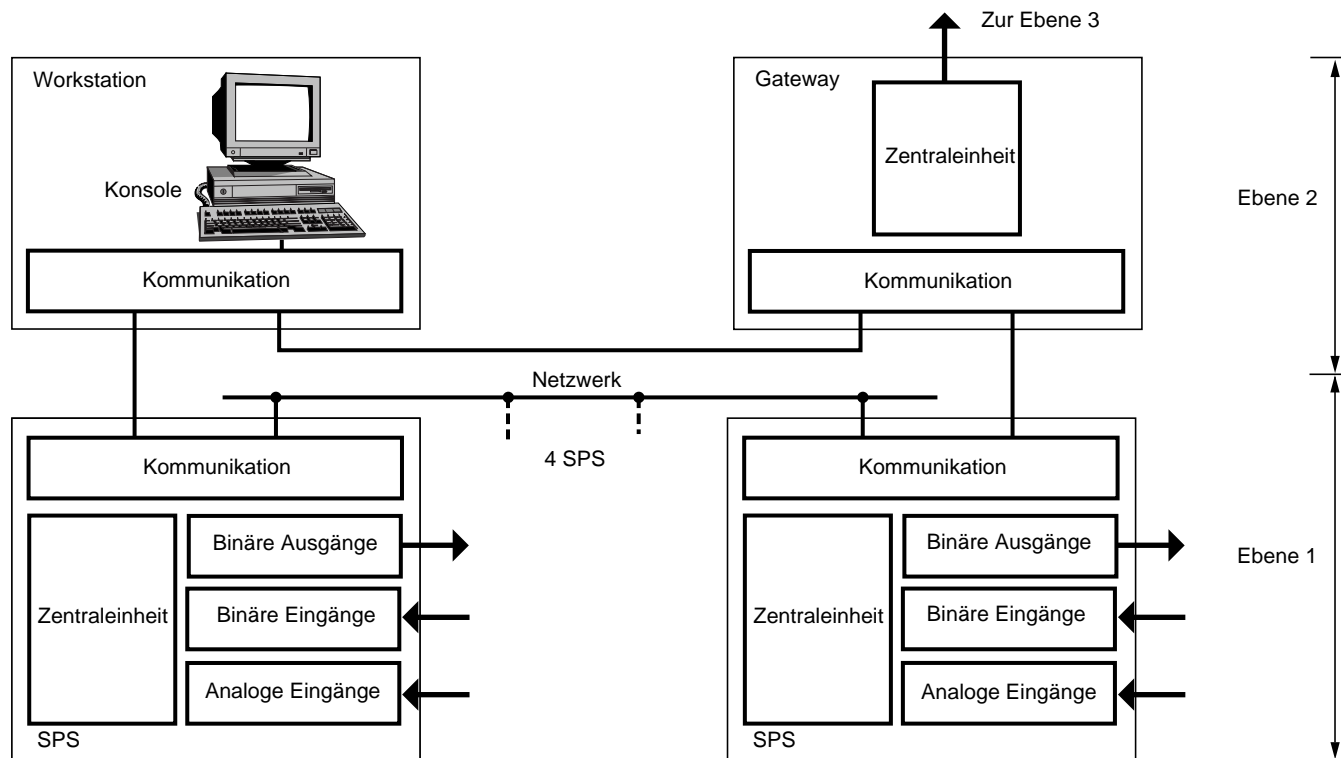 Zur Ebene 3
Workstation
Gateway
Zentraleinheit
Konsole
Ebene 2
Kommunikation
Kommunikation
Netzwerk
4 SPS
Kommunikation
Kommunikation
Binäre Ausgänge
Binäre Ausgänge
Ebene 1
Zentraleinheit
Binäre Eingänge
Zentraleinheit
Binäre Eingänge
Analoge Eingänge
Analoge Eingänge
SPS
SPS